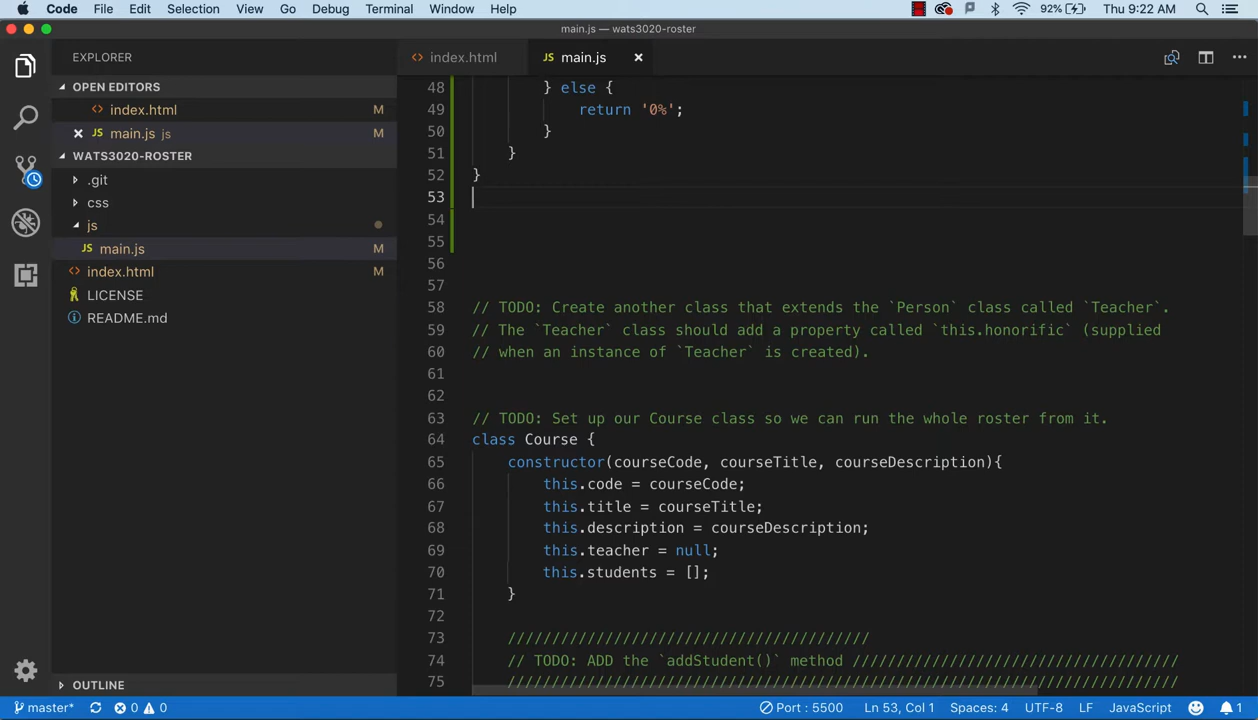 Code File Edit Selection View Go Debug Terminal Window Help 92% Thu 9:22 AM
main.js — wats3020-roster
EXPLORER
OPEN EDITORS
index.html M
main.js js M
WATS3020-ROSTER
.git
css
js
JS main.js M
index.html M
LICENSE
README.md
OUTLINE
index.html JS main.js
48 } else {
49 return '0%';
50 }
51 }
52 }
53
54
55
56
57
58 // TODO: Create another class that extends the `Person` class called `Teacher`.
59 // The `Teacher` class should add a property called `this.honorific` (supplied
60 // when an instance of `Teacher` is created).
61
62
63 // TODO: Set up our Course class so we can run the whole roster from it.
64 class Course {
65 constructor(courseCode, courseTitle, courseDescription){
66 this.code = courseCode;
67 this.title = courseTitle;
68 this.description = courseDescription;
69 this.teacher = null;
70 this.students = [];
71 }
72
73 /////////////////////////////////////////
74 // TODO: ADD the `addStudent()` method /////////////////////////////////////
75 ////////////////////////////////////////////////////////////////////////////
master* 0 0 Port : 5500 Ln 53, Col 1 Spaces: 4 UTF-8 LF JavaScript 1